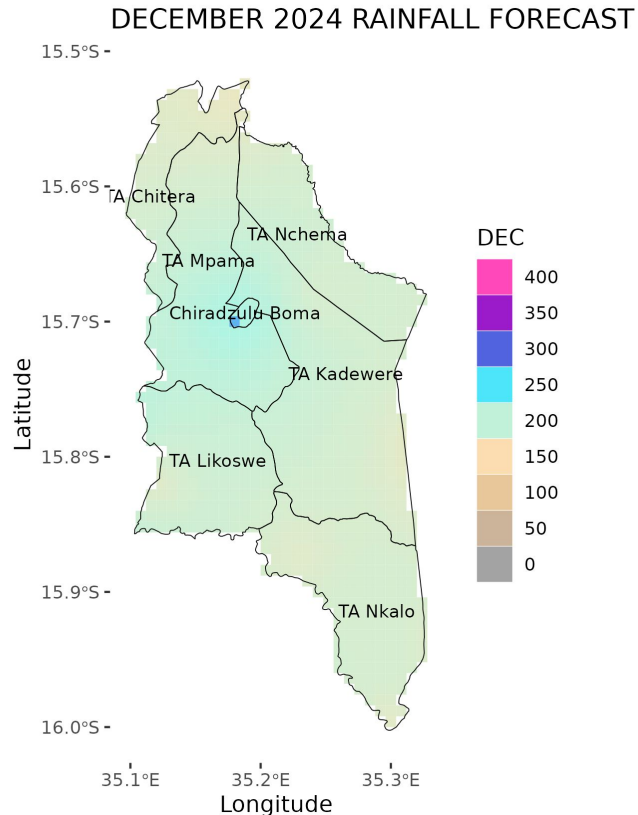 DECEMBER 2024 RAINFALL FORECAST
15.5°S
15.6°S
15.7°S
15.8°S
15.9°S
16.0°S
Latitude
TA Chitera
TA Nchema
TA Mpama
Chiradzulu Boma
TA Kadewere
TA Likoswe
TA Nkalo
35.1°E
35.2°E
35.3°E
Longitude
DEC
400
350
300
250
200
150
100
50
0